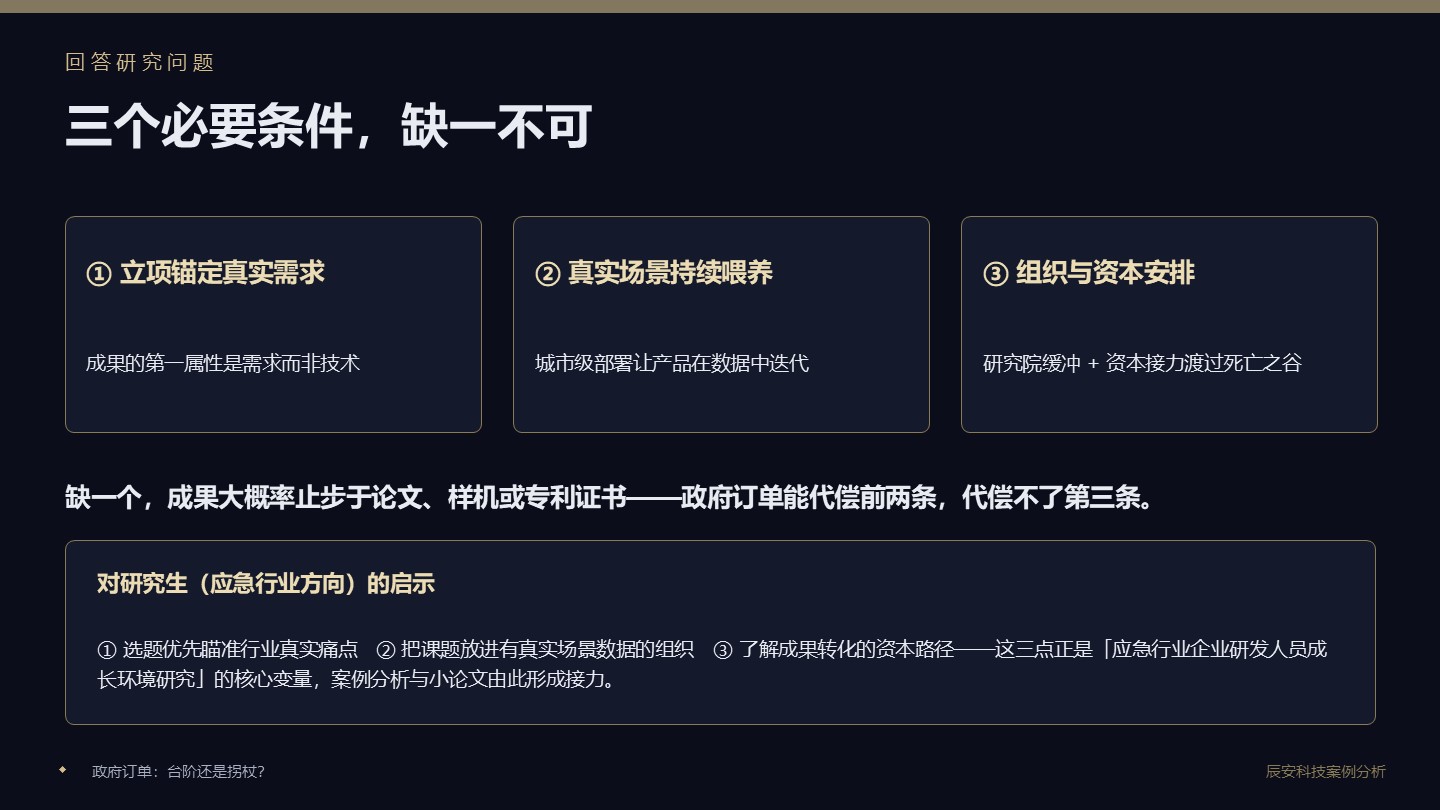 回答研究问题
三个必要条件，缺一不可
① 立项锚定真实需求
成果的第一属性是需求而非技术
② 真实场景持续喂养
城市级部署让产品在数据中迭代
③ 组织与资本安排
研究院缓冲 + 资本接力渡过死亡之谷
缺一个，成果大概率止步于论文、样机或专利证书——政府订单能代偿前两条，代偿不了第三条。
对研究生（应急行业方向）的启示
① 选题优先瞄准行业真实痛点　② 把课题放进有真实场景数据的组织　③ 了解成果转化的资本路径——这三点正是「应急行业企业研发人员成
长环境研究」的核心变量，案例分析与小论文由此形成接力。
政府订单：台阶还是拐杖？
辰安科技案例分析